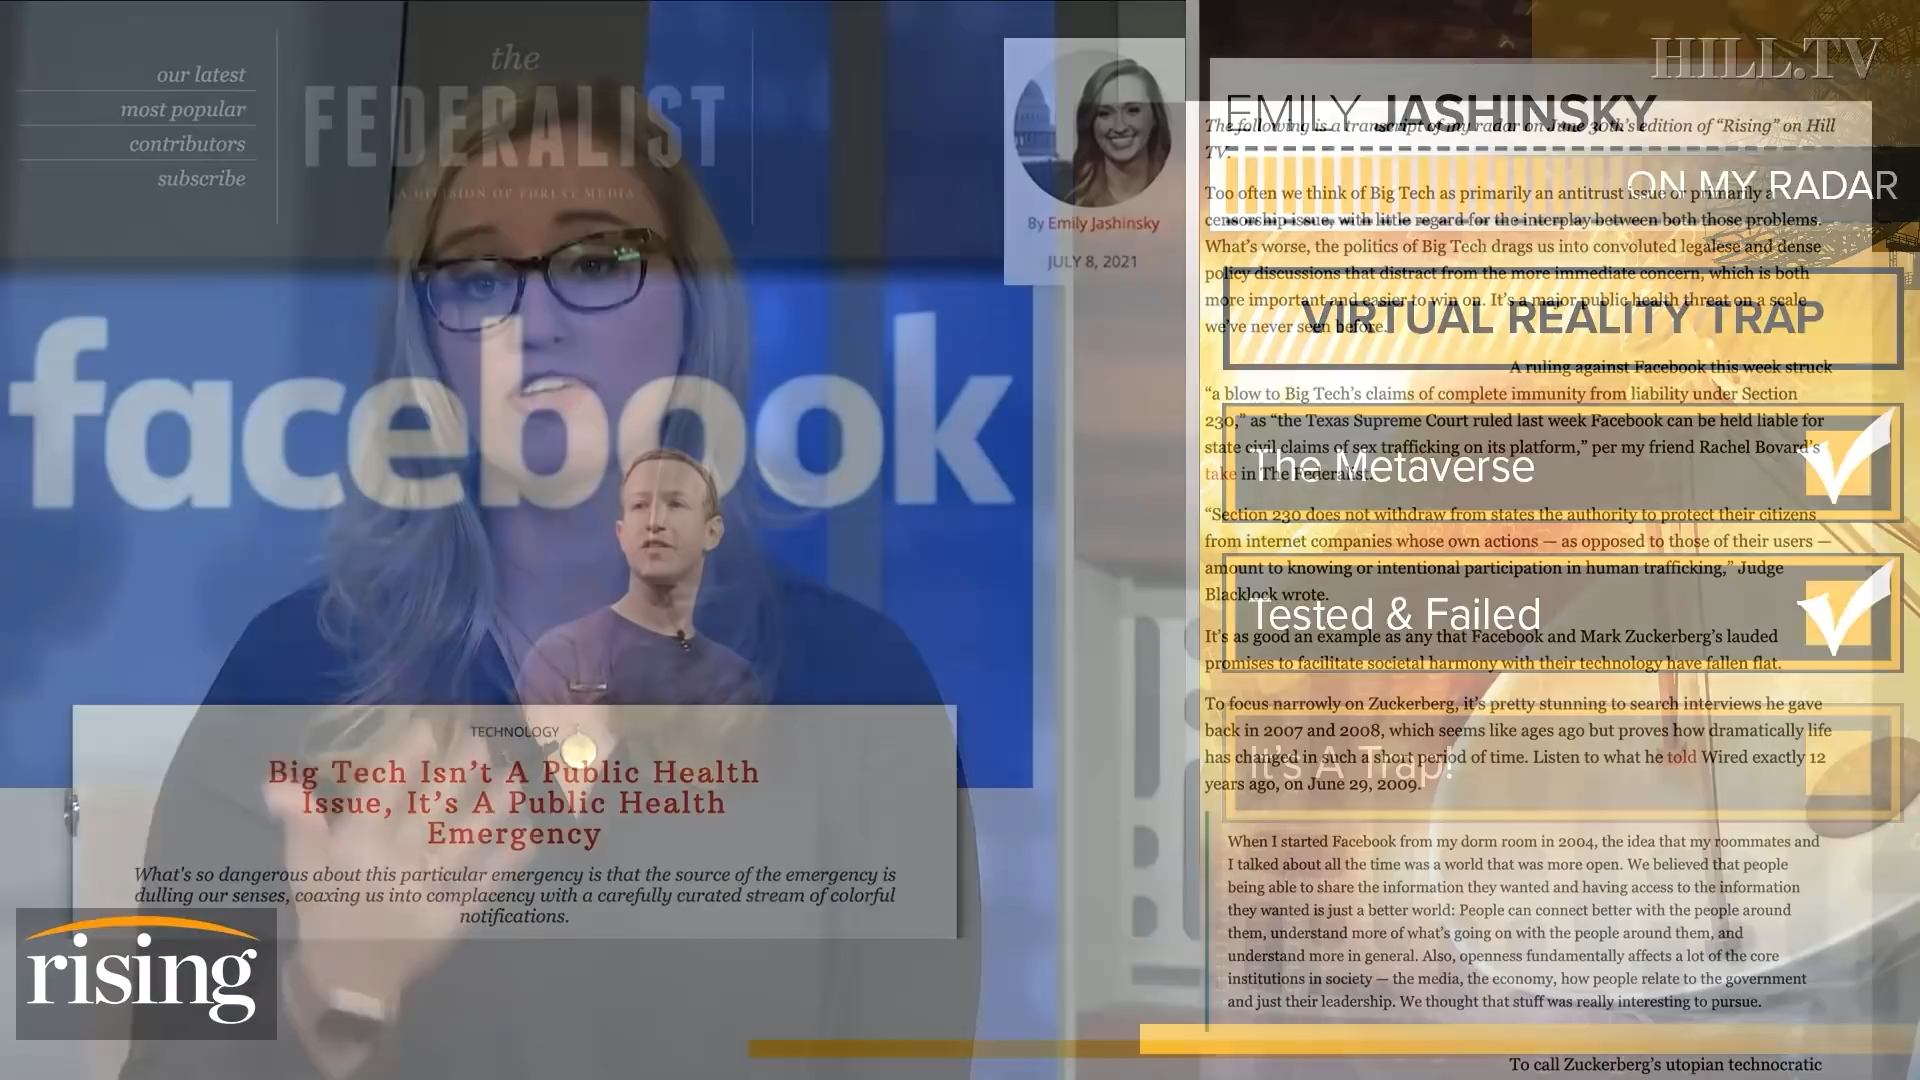 our latest
most popular
contributors
subscribe
the
FEDERALIST
A DIVISION OF FDRLST MEDIA
facebook
By Emily Jashinsky
JULY 8, 2021
TECHNOLOGY
Big Tech Isn't A Public Health
Issue, It's A Public Health
Emergency
What's so dangerous about this particular emergency is that the source of the emergency is
dulling our senses, coaxing us into complacency with a carefully curated stream of colorful
notifications.
rising
HILL.TV
EMILY JASHINSKY
ON MY RADAR
VIRTUAL REALITY TRAP
The Metaverse
Tested & Failed
It's A Trap!
The following is a transcript of my radar on June 30th's edition of “Rising” on Hill
TV.
Too often we think of Big Tech as primarily an antitrust issue or primarily a
censorship issue, with little regard for the interplay between both those problems.
What's worse, the politics of Big Tech drags us into convoluted legalese and dense
policy discussions that distract from the more immediate concern, which is both
more important and easier to win on. It's a major public health threat on a scale
we've never seen before.
A ruling against Facebook this week struck
“a blow to Big Tech's claims of complete immunity from liability under Section
230,” as “the Texas Supreme Court ruled last week Facebook can be held liable for
state civil claims of sex trafficking on its platform,” per my friend Rachel Bovard's
take in The Federalist.
“Section 230 does not withdraw from states the authority to protect their citizens
from internet companies whose own actions — as opposed to those of their users —
amount to knowing or intentional participation in human trafficking,” Judge
Blacklock wrote.
It's as good an example as any that Facebook and Mark Zuckerberg's lauded
promises to facilitate societal harmony with their technology have fallen flat.
To focus narrowly on Zuckerberg, it's pretty stunning to search interviews he gave
back in 2007 and 2008, which seems like ages ago but proves how dramatically life
has changed in such a short period of time. Listen to what he told Wired exactly 12
years ago, on June 29, 2009.
When I started Facebook from my dorm room in 2004, the idea that my roommates and
I talked about all the time was a world that was more open. We believed that people
being able to share the information they wanted and having access to the information
they wanted is just a better world: People can connect better with the people around
them, understand more of what's going on with the people around them, and
understand more in general. Also, openness fundamentally affects a lot of the core
institutions in society — the media, the economy, how people relate to the government
and just their leadership. We thought that stuff was really interesting to pursue.
To call Zuckerberg's utopian technocratic